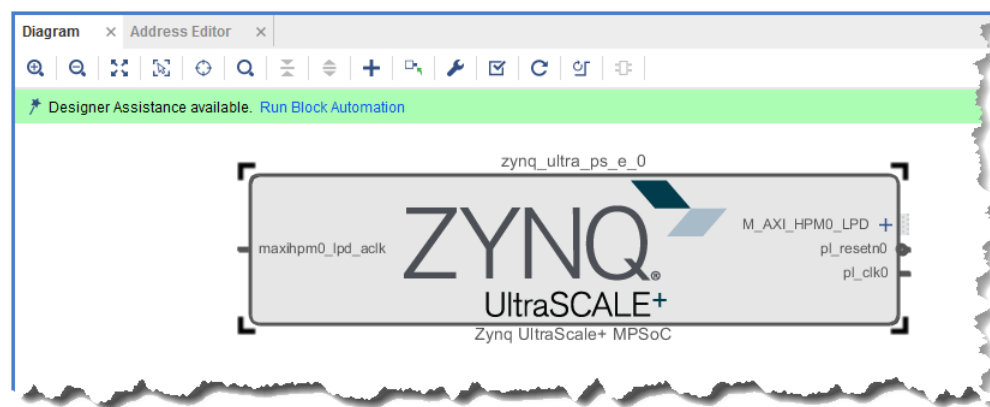 Diagram × Address Editor ×
Designer Assistance available. Run Block Automation
zynq_ultra_ps_e_0
maxihpm0_lpd_aclk
ZYNQ®
UltraSCALE+
M_AXI_HPM0_LPD +
pl_resetn0
pl_clk0
Zynq UltraScale+ MPSoC